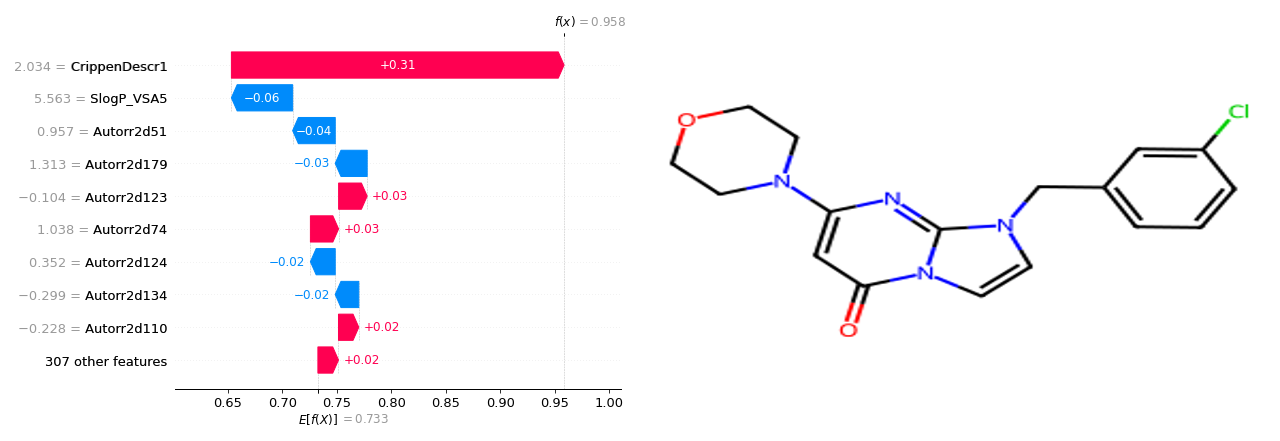 f(x) = 0.958
2.034 = CrippenDescr1
+0.31
5.563 = SlogP_VSA5
−0.06
0.957 = Autorr2d51
−0.04
1.313 = Autorr2d179
−0.03
−0.104 = Autorr2d123
+0.03
1.038 = Autorr2d74
+0.03
0.352 = Autorr2d124
−0.02
−0.299 = Autorr2d134
−0.02
−0.228 = Autorr2d110
+0.02
307 other features
+0.02
0.65 0.70 0.75 0.80 0.85 0.90 0.95 1.00
E[f(X)] = 0.733
Cl
O
N
N
N
N
O